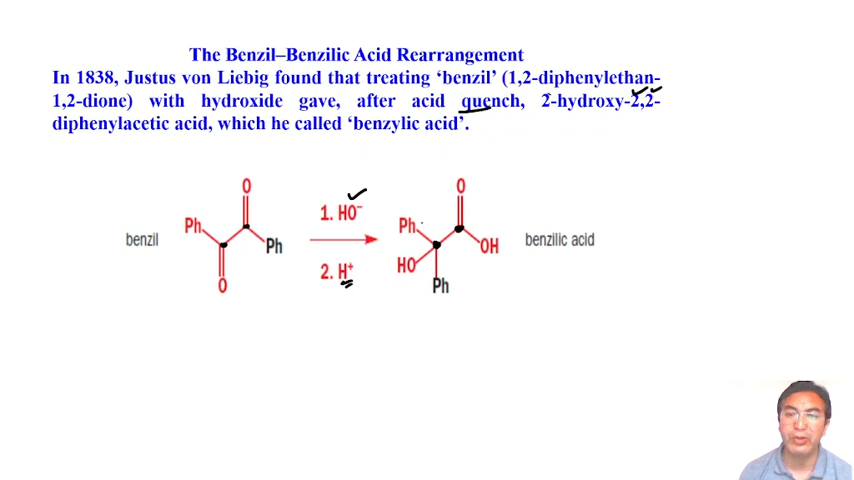 The Benzil–Benzilic Acid Rearrangement
In 1838, Justus von Liebig found that treating ‘benzil’ (1,2-diphenylethan-
1,2-dione) with hydroxide gave, after acid quench, 2-hydroxy-2,2-
diphenylacetic acid, which he called ‘benzylic acid’.
O
O
Ph
1. HO⁻
Ph
benzil
Ph
OH
benzilic acid
HO
2. H⁺
O
Ph